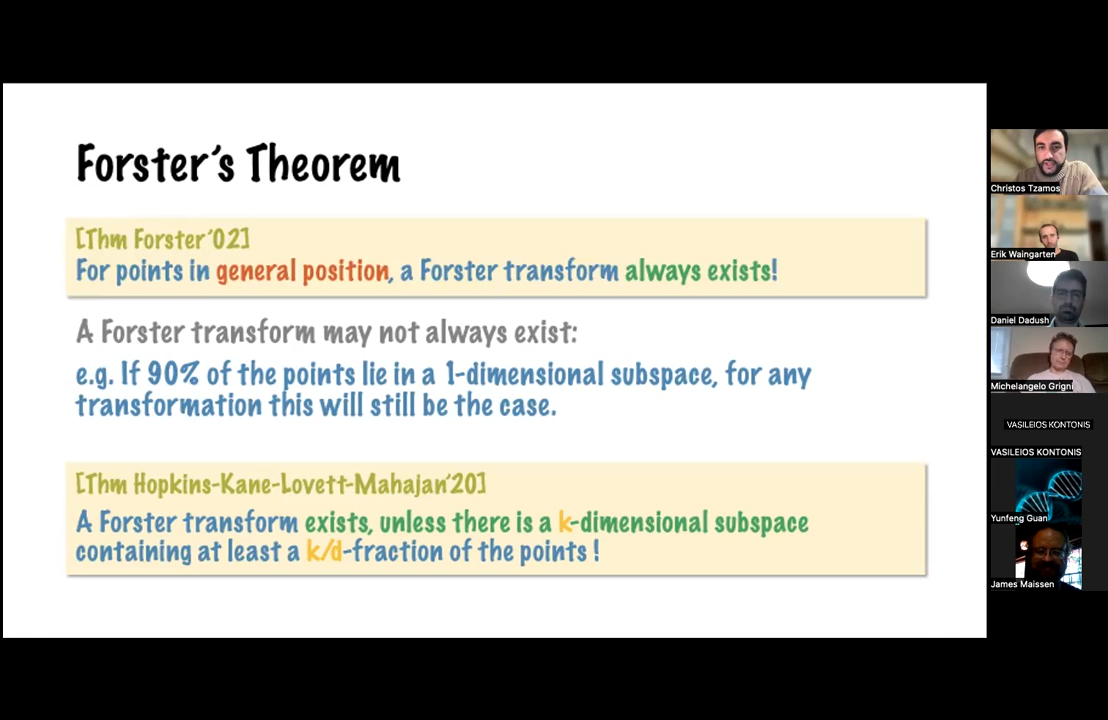 Forster's Theorem
[Thm Forster'02]
For points in general position, a Forster transform always exists!
A Forster transform may not always exist:
e.g. If 90% of the points lie in a 1-dimensional subspace, for any
transformation this will still be the case.
[Thm Hopkins-Kane-Lovett-Mahajan'20]
A Forster transform exists, unless there is a k-dimensional subspace
containing at least a k/d-fraction of the points !
Christos Tzamos
Erik Waingarten
Daniel Dadush
Michelangelo Grigni
VASILEIOS KONTONIS
VASILEIOS KONTONIS
Yunfeng Guan
James Maissen